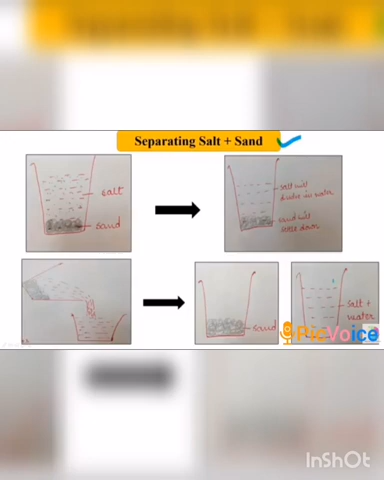 Separating Salt + Sand
salt
sand
salt will
dissolve in water
sand will
settle down
sand
salt +
water
PicVoice
InShOt